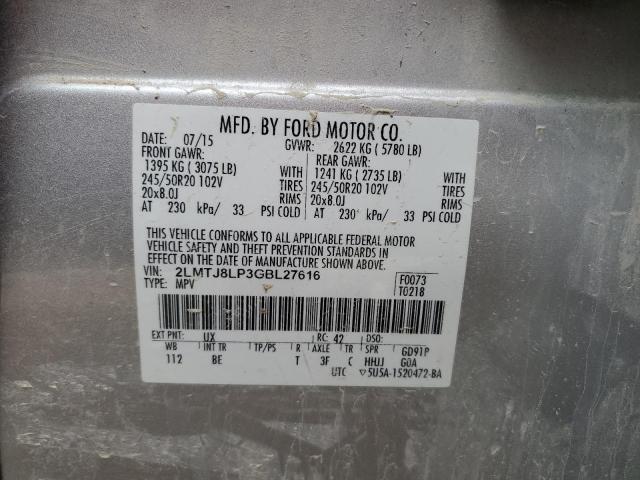 MFD. BY FORD MOTOR CO.
DATE: 07/15 GVWR: 2622 KG ( 5780 LB)
FRONT GAWR: REAR GAWR:
1395 KG ( 3075 LB) 1241 KG ( 2735 LB)
245/50R20 102V TIRES 245/50R20 102V TIRES
20x8.0J RIMS 20x8.0J RIMS
AT 230 kPa/ 33 PSI COLD AT 230 kPa/ 33 PSI COLD
THIS VEHICLE CONFORMS TO ALL APPLICABLE FEDERAL MOTOR
VEHICLE SAFETY AND THEFT PREVENTION STANDARDS IN
EFFECT ON THE DATE OF MANUFACTURE SHOWN ABOVE.
VIN: 2LMTJ8LP3GBL27616 F0073
TYPE: MPV T0218
EXT PNT: UX RC: 42 DSO:
WB INT TR TP/PS R AXLE TR SPR GD91P
112 BE T 3F C HHJJ G0A
UTC ▽5U5A-1520472-BA